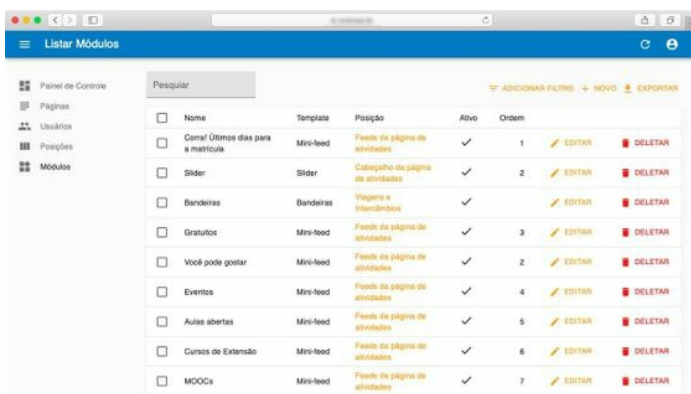 Listar Módulos
Painel de Controle
Páginas
Usuários
Posições
Módulos
Pesquisar
ADICIONAR FILTRO
NOVO
EXPORTAR
Nome Template Posição Ativo Ordem
Corra! Últimos dias para
a matrícula
Mini-feed
Feeds da página de
atividades
1 EDITAR DELETAR
Slider Slider
Cabeçalho da página
de atividades
2 EDITAR DELETAR
Bandeiras Bandeiras
Viagens e
Intercâmbios
EDITAR DELETAR
Gratuitos Mini-feed
Feeds da página de
atividades
3 EDITAR DELETAR
Você pode gostar Mini-feed
Feeds da página de
atividades
2 EDITAR DELETAR
Eventos Mini-feed
Feeds da página de
atividades
4 EDITAR DELETAR
Aulas abertas Mini-feed
Feeds da página de
atividades
5 EDITAR DELETAR
Cursos de Extensão Mini-feed
Feeds da página de
atividades
6 EDITAR DELETAR
MOOCs Mini-feed
Feeds da página de
atividades
7 EDITAR DELETAR